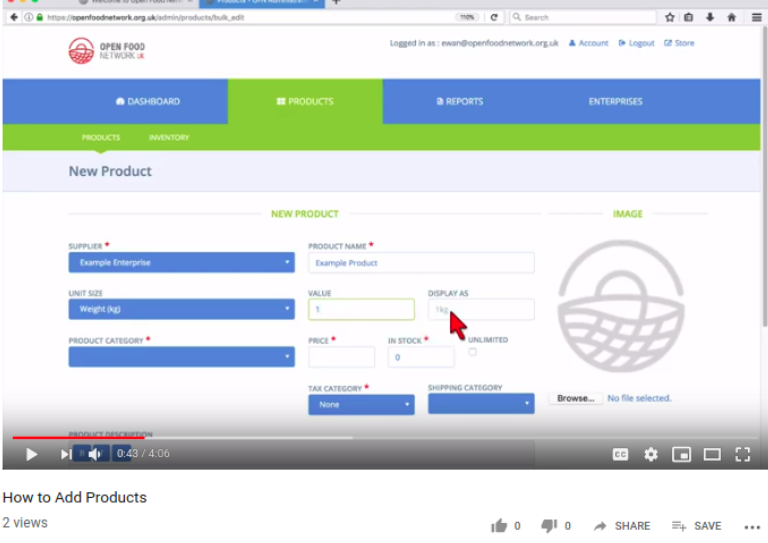 Welcome to Open Food Netw
Products - OFN Administrati
https://openfoodnetwork.org.uk/admin/products/bulk_edit
110%
Search
OPEN FOOD
NETWORK UK
Logged in as : ewan@openfoodnetwork.org.uk Account Logout Store
DASHBOARD PRODUCTS REPORTS ENTERPRISES
PRODUCTS INVENTORY
New Product
NEW PRODUCT IMAGE
SUPPLIER * PRODUCT NAME *
Example Enterprise Example Product
UNIT SIZE VALUE DISPLAY AS
Weight (kg) 1 1kg
PRODUCT CATEGORY * PRICE * IN STOCK * UNLIMITED
0
TAX CATEGORY * SHIPPING CATEGORY
None
Browse... No file selected.
PRODUCT DESCRIPTION
0:43 / 4:06
CC
How to Add Products
2 views
0 0 SHARE SAVE